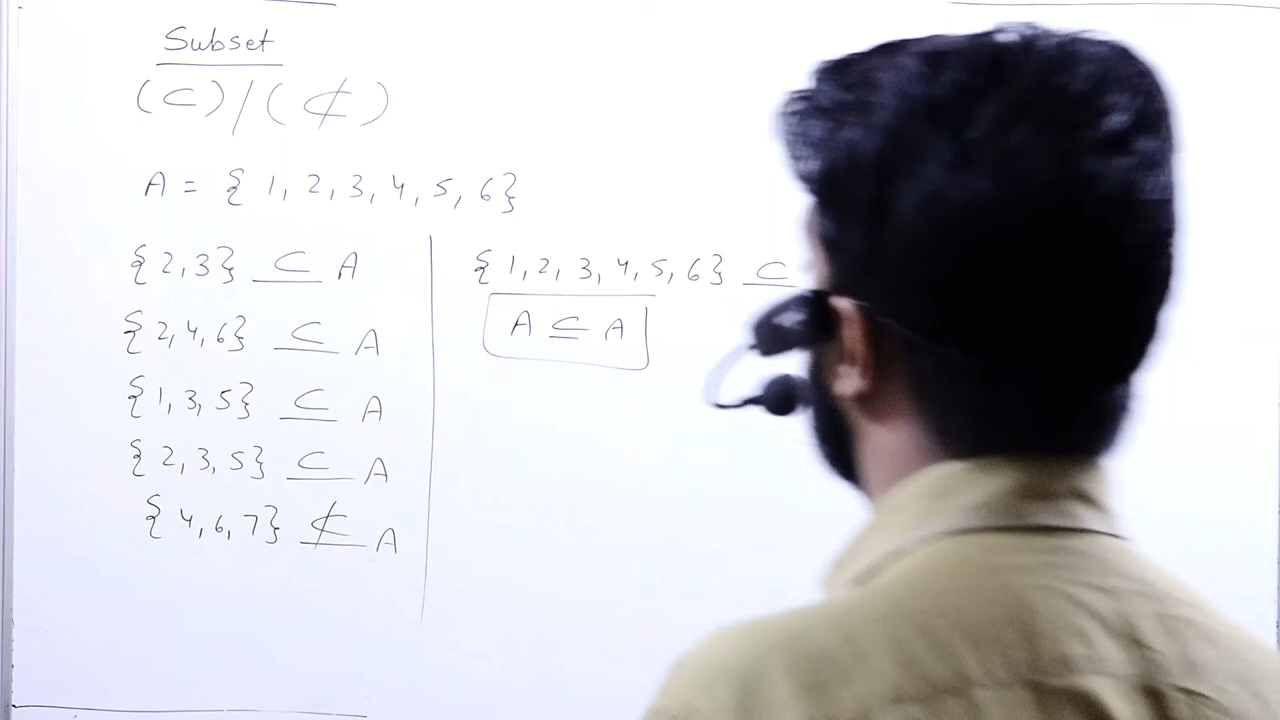 Subset
(⊂)/(⊄)
A = { 1, 2, 3, 4, 5, 6}
{2,3} ⊂ A
{2,4,6} ⊂ A
{1,3,5} ⊂ A
{2,3,5} ⊂ A
{4,6,7} ⊄ A
{1,2,3,4,5,6} ⊂
A ⊆ A